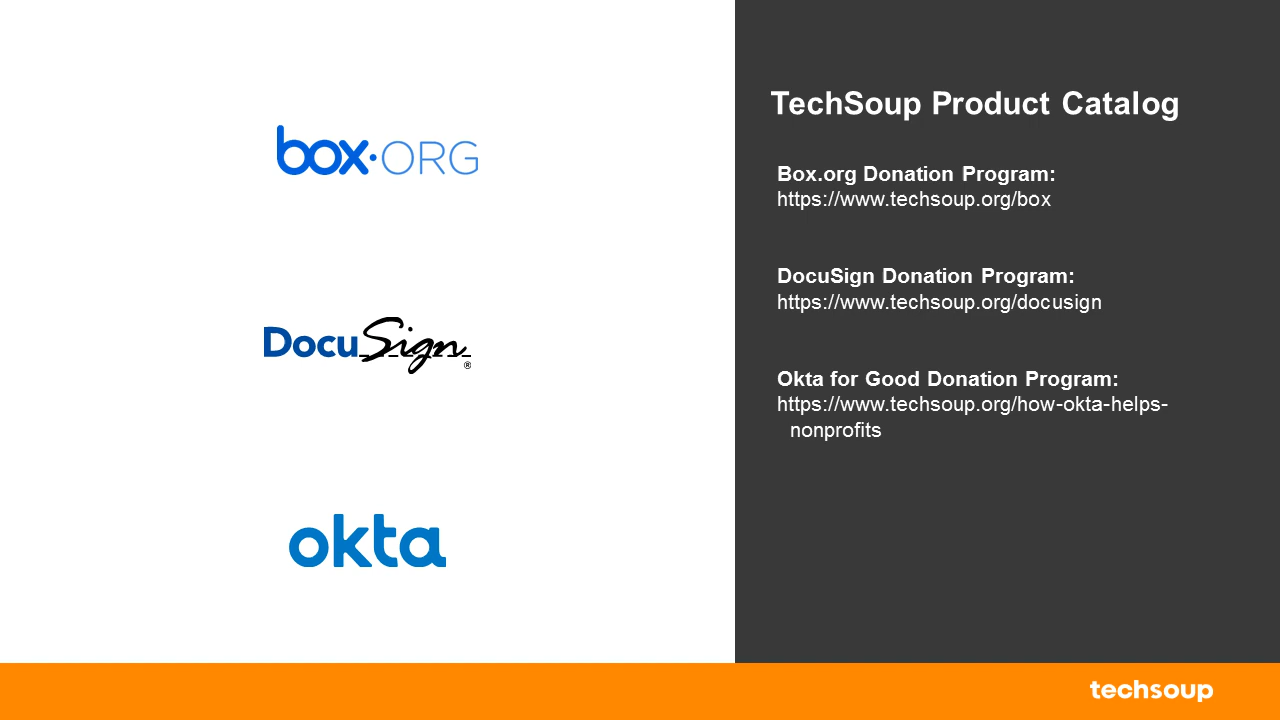 box.ORG
DocuSign®
okta
TechSoup Product Catalog
Box.org Donation Program:
https://www.techsoup.org/box
DocuSign Donation Program:
https://www.techsoup.org/docusign
Okta for Good Donation Program:
https://www.techsoup.org/how-okta-helps-
nonprofits
techsoup